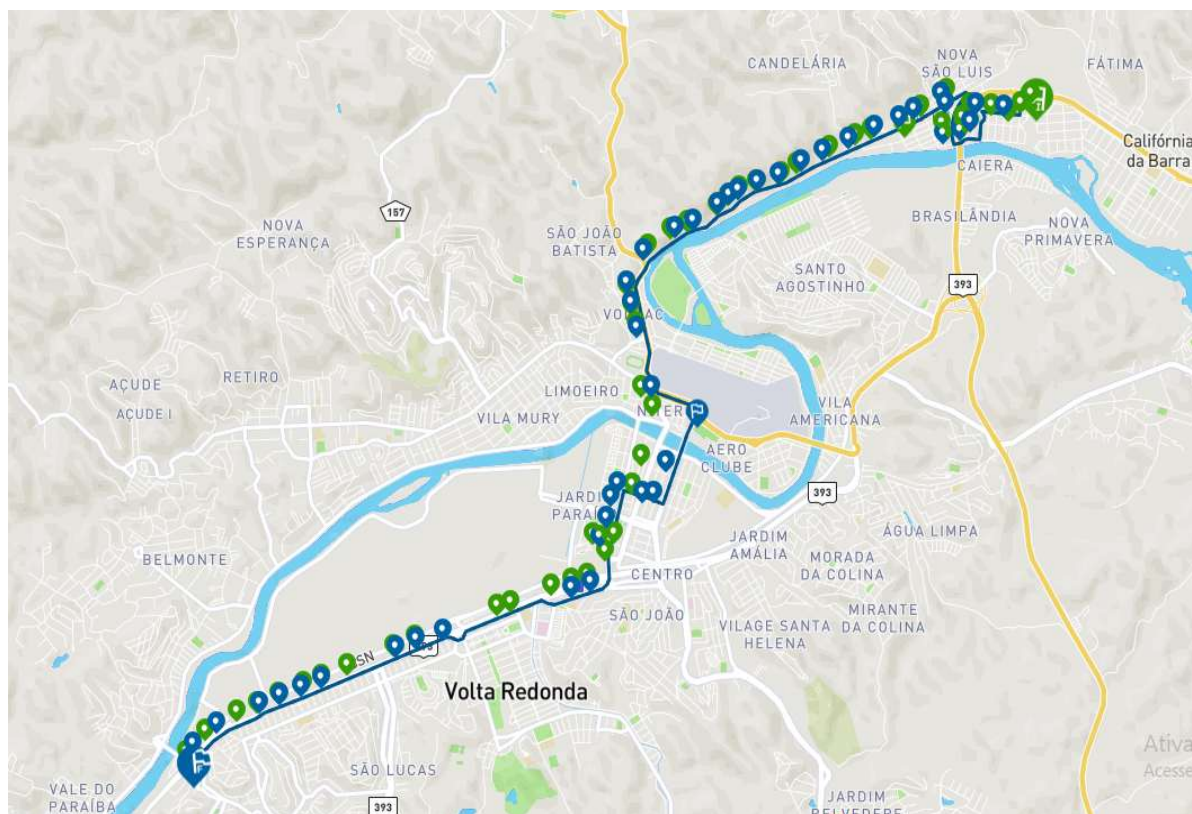 NOVA
SÃO LUIS
CANDELÁRIA
FÁTIMA
Califórnia
da Barra
CAIERA
157
NOVA
ESPERANÇA
SÃO JOÃO
BATISTA
BRASILÂNDIA
NOVA
PRIMAVERA
SANTO
AGOSTINHO
393
AÇUDE
RETIRO
AÇUDE I
LIMOEIRO
VILA MURY
VILA
AMERICANA
AERO
CLUBE
393
JARDIM
AMÁLIA
ÁGUA LIMPA
BELMONTE
MORADA
DA COLINA
CENTRO
SÃO JOÃO
MIRANTE
DA COLINA
VILAGE SANTA
HELENA
Volta Redonda
SÃO LUCAS
VALE DO
PARAÍBA
393
JARDIM
Ativa
Acesse